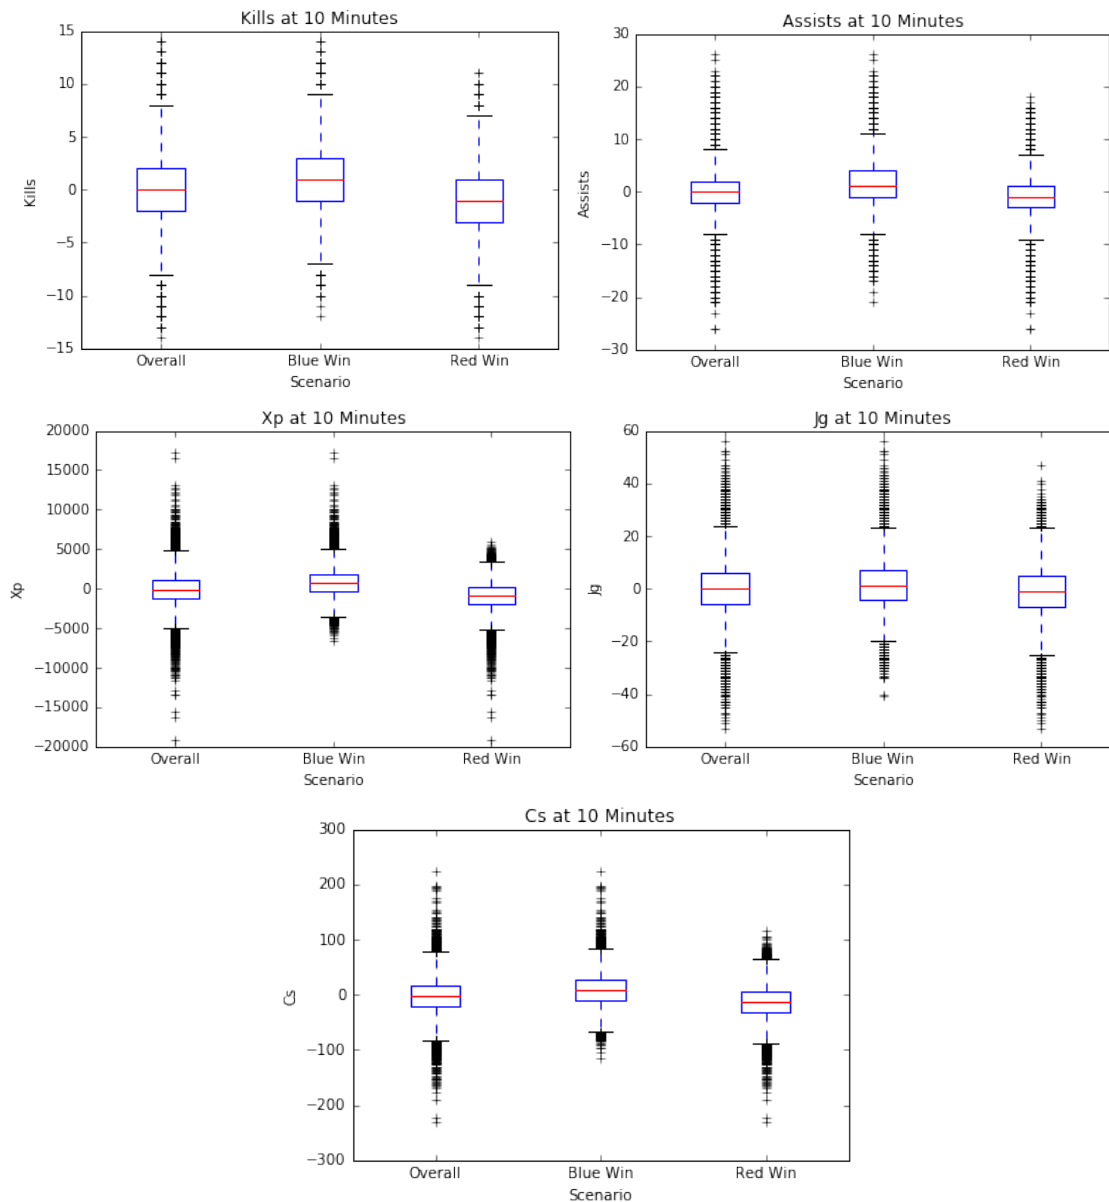 Kills at 10 Minutes
15
10
5
0
−5
−10
−15
Kills
Overall Blue Win Red Win
Scenario
Assists at 10 Minutes
30
20
10
0
−10
−20
−30
Assists
Overall Blue Win Red Win
Scenario
Xp at 10 Minutes
20000
15000
10000
5000
0
−5000
−10000
−15000
−20000
Xp
Overall Blue Win Red Win
Scenario
Jg at 10 Minutes
60
40
20
0
−20
−40
−60
Jg
Overall Blue Win Red Win
Scenario
Cs at 10 Minutes
300
200
100
0
−100
−200
−300
Cs
Overall Blue Win Red Win
Scenario